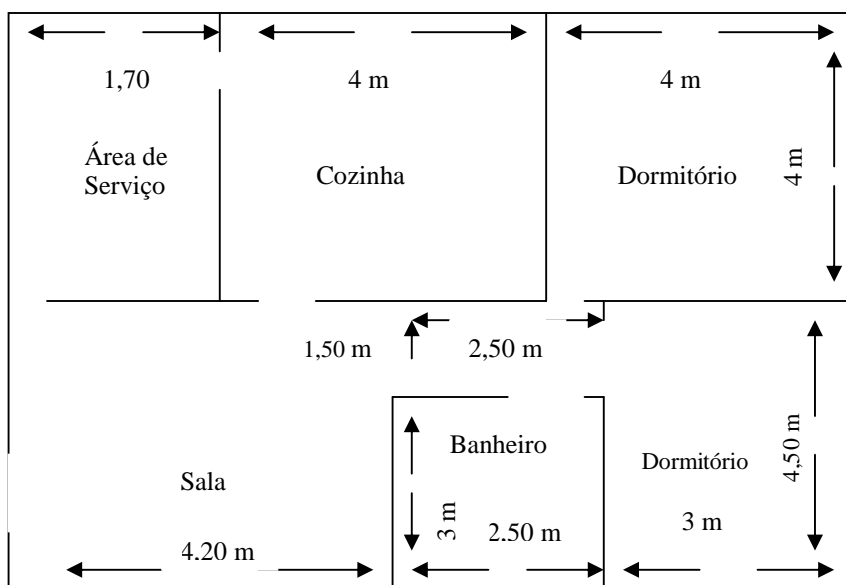 1,70
4 m
4 m
Área de
Serviço
Cozinha
Dormitório
4 m
1,50 m
2,50 m
Banheiro
Dormitório
4,50 m
Sala
3 m
2.50 m
3 m
4.20 m